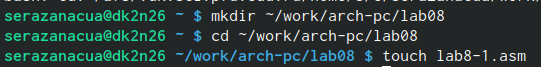 serazanacua@dk2n26 ~ $ mkdir ~/work/arch-pc/lab08
serazanacua@dk2n26 ~ $ cd ~/work/arch-pc/lab08
serazanacua@dk2n26 ~/work/arch-pc/lab08 $ touch lab8-1.asm